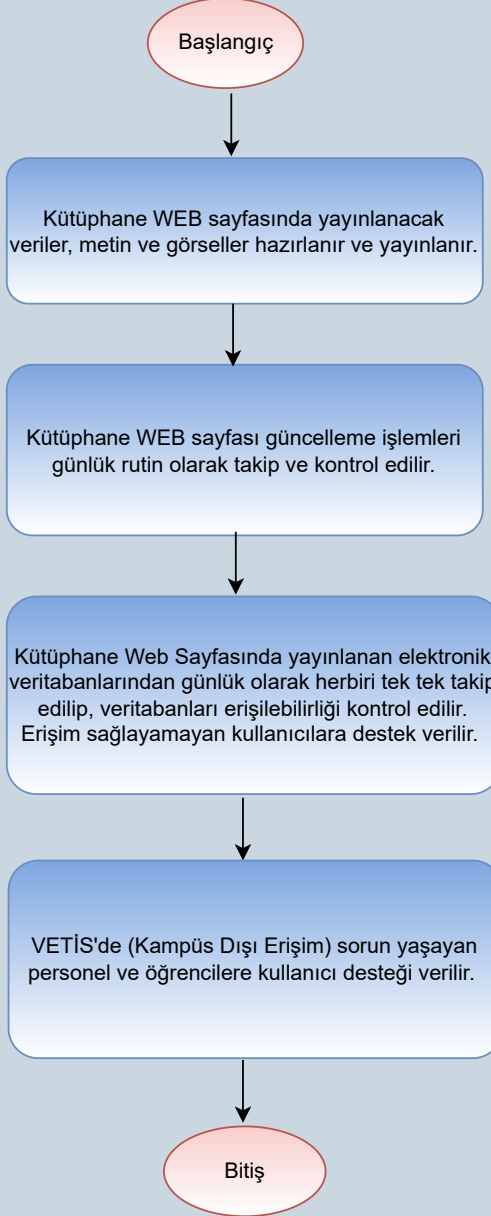 Başlangıç
Kütüphane WEB sayfasında yayınlanacak
veriler, metin ve görseller hazırlanır ve yayınlanır.
Kütüphane WEB sayfası güncelleme işlemleri
günlük rutin olarak takip ve kontrol edilir.
Kütüphane Web Sayfasında yayınlanan elektronik
veritabanlarından günlük olarak herbiri tek tek takip
edilip, veritabanları erişilebilirliği kontrol edilir.
Erişim sağlayamayan kullanıcılara destek verilir.
VETİS'de (Kampüs Dışı Erişim) sorun yaşayan
personel ve öğrencilere kullanıcı desteği verilir.
Bitiş